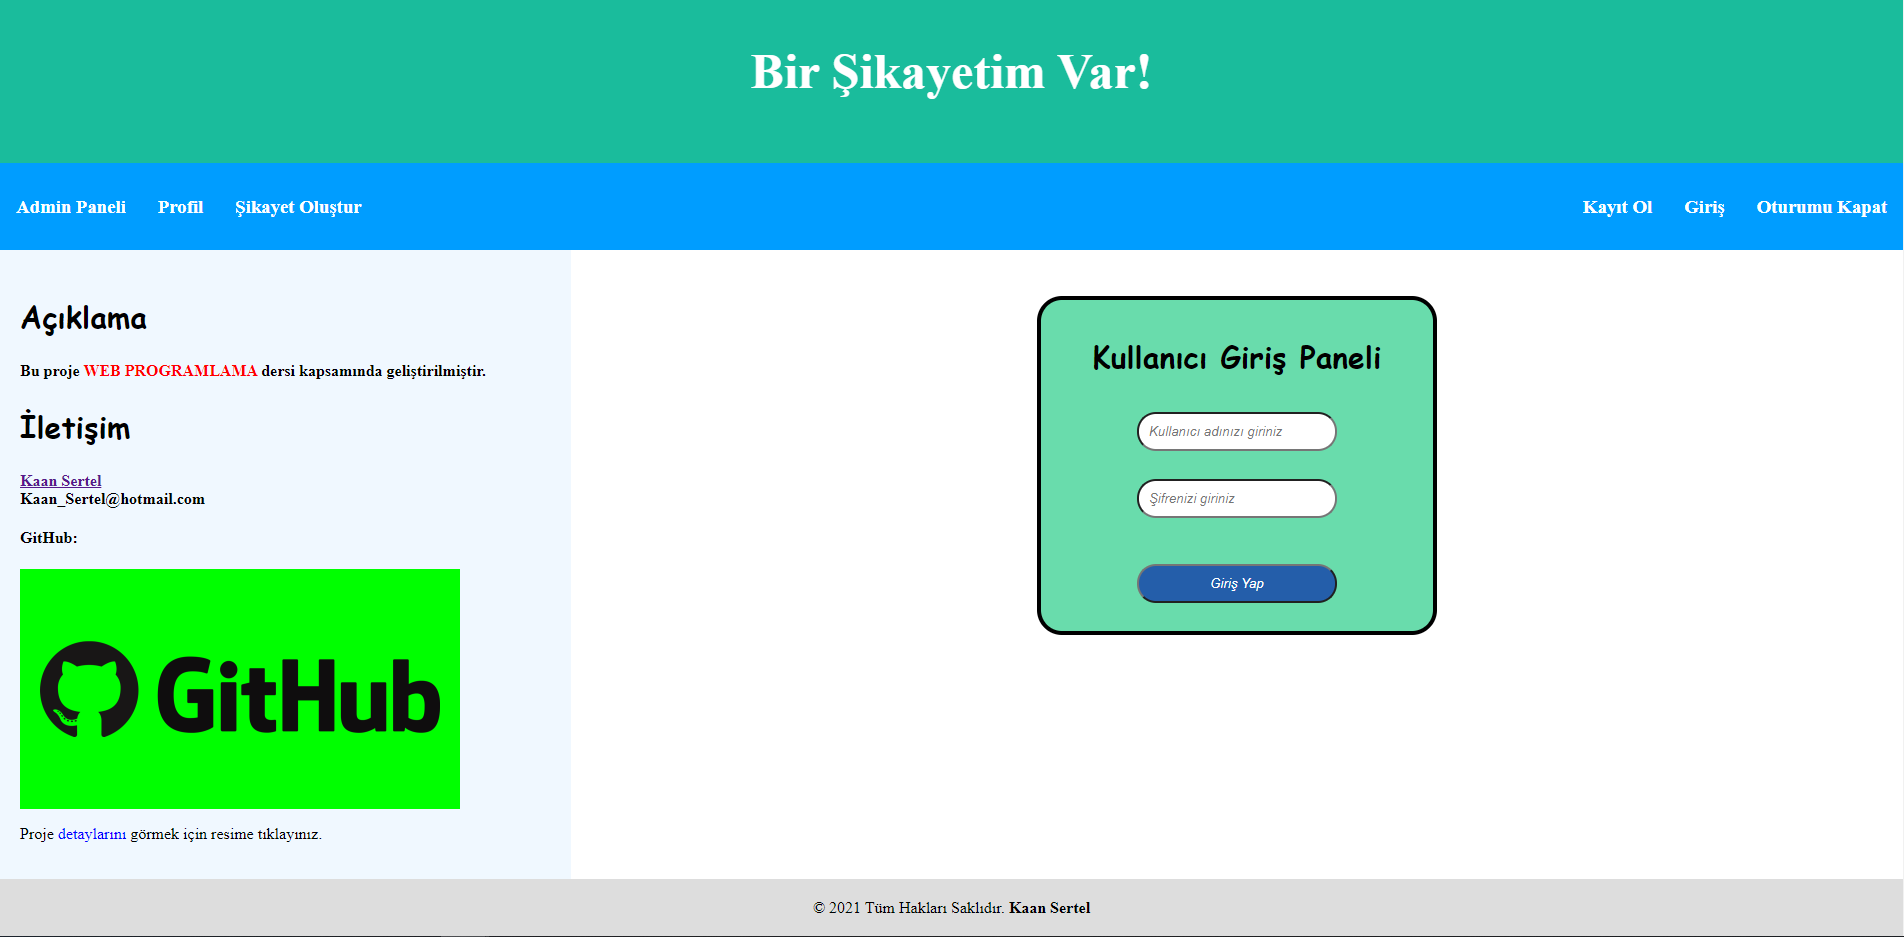 Bir Şikayetim Var!
Admin Paneli Profil Şikayet Oluştur Kayıt Ol Giriş Oturumu Kapat
Açıklama
Bu proje WEB PROGRAMLAMA dersi kapsamında geliştirilmiştir.
İletişim
Kaan Sertel
Kaan_Sertel@hotmail.com
GitHub:
GitHub
Proje detaylarını görmek için resime tıklayınız.
Kullanıcı Giriş Paneli
Kullanıcı adınızı giriniz
Şifrenizi giriniz
Giriş Yap
© 2021 Tüm Hakları Saklıdır. Kaan Sertel